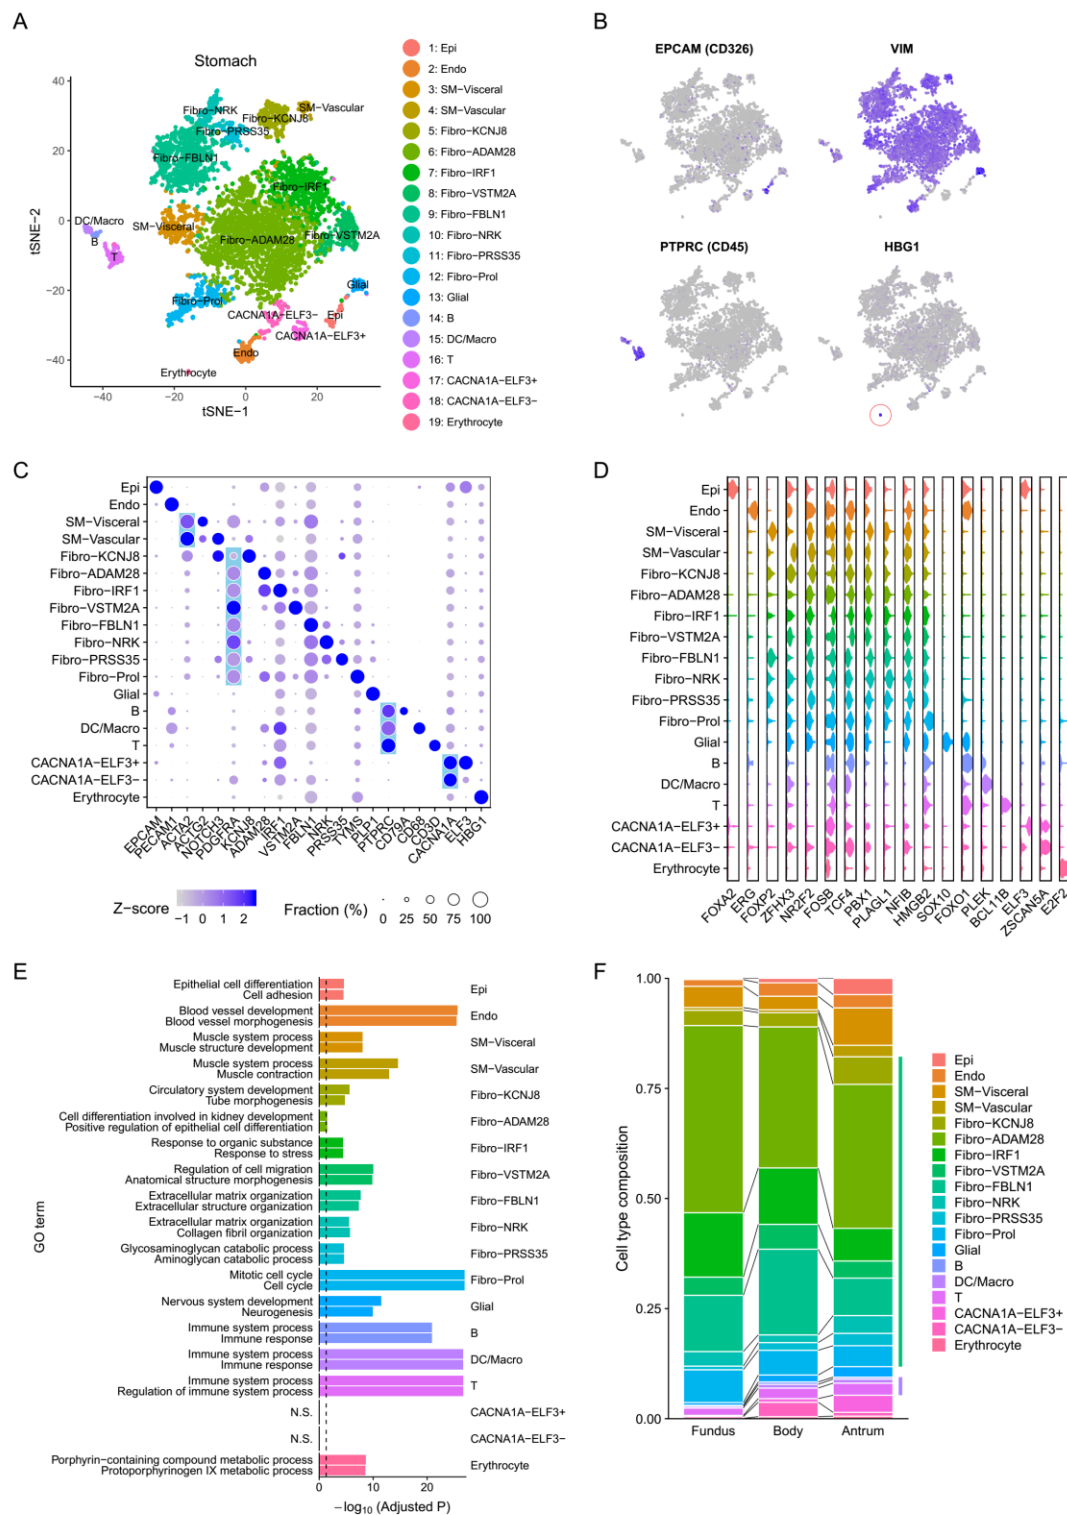 A
Stomach
40
20
0
−20
−40
tSNE−2
−40
−20
0
20
tSNE−1
Fibro−NRK
Fibro−PRSS35
Fibro−FBLN1
SM−Vascular
Fibro−KCNJ8
Fibro−IRF1
Fibro−VSTM2A
Fibro−ADAM28
SM−Visceral
DC/Macro
B
T
Fibro−Prol
Glial
CACNA1A−ELF3−
Epi
CACNA1A−ELF3+
Endo
Erythrocyte
1: Epi
2: Endo
3: SM−Visceral
4: SM−Vascular
5: Fibro−KCNJ8
6: Fibro−ADAM28
7: Fibro−IRF1
8: Fibro−VSTM2A
9: Fibro−FBLN1
10: Fibro−NRK
11: Fibro−PRSS35
12: Fibro−Prol
13: Glial
14: B
15: DC/Macro
16: T
17: CACNA1A−ELF3+
18: CACNA1A−ELF3−
19: Erythrocyte
B
EPCAM (CD326)
VIM
PTPRC (CD45)
HBG1
C
Epi
Endo
SM−Visceral
SM−Vascular
Fibro−KCNJ8
Fibro−ADAM28
Fibro−IRF1
Fibro−VSTM2A
Fibro−FBLN1
Fibro−NRK
Fibro−PRSS35
Fibro−Prol
Glial
B
DC/Macro
T
CACNA1A−ELF3+
CACNA1A−ELF3−
Erythrocyte
EPCAM
PECAM1
ACTA2
ACTG2
NOTCH3
PDGFRA
KCNJ8
ADAM28
IRF1
VSTM2A
FBLN1
NRK
PRSS35
TYMS
PLP1
PTPRC
CD79A
CD68
CD3D
CACNA1A
ELF3
HBG1
Z−score
−1 0 1 2
Fraction (%)
0 25 50 75 100
D
Epi
Endo
SM−Visceral
SM−Vascular
Fibro−KCNJ8
Fibro−ADAM28
Fibro−IRF1
Fibro−VSTM2A
Fibro−FBLN1
Fibro−NRK
Fibro−PRSS35
Fibro−Prol
Glial
B
DC/Macro
T
CACNA1A−ELF3+
CACNA1A−ELF3−
Erythrocyte
FOXA2
ERG
FOXP2
ZFHX3
NR2F2
FOSB
TCF4
PBX1
PLAGL1
NFIB
HMGB2
SOX10
FOXO1
PLEK
BCL11B
ELF3
ZSCAN5A
E2F2
E
GO term
Epithelial cell differentiation
Cell adhesion
Epi
Blood vessel development
Blood vessel morphogenesis
Endo
Muscle system process
Muscle structure development
SM−Visceral
Muscle system process
Muscle contraction
SM−Vascular
Circulatory system development
Tube morphogenesis
Fibro−KCNJ8
Cell differentiation involved in kidney development
Positive regulation of epithelial cell differentiation
Fibro−ADAM28
Response to organic substance
Response to stress
Fibro−IRF1
Regulation of cell migration
Anatomical structure morphogenesis
Fibro−VSTM2A
Extracellular matrix organization
Extracellular structure organization
Fibro−FBLN1
Extracellular matrix organization
Collagen fibril organization
Fibro−NRK
Glycosaminoglycan catabolic process
Aminoglycan catabolic process
Fibro−PRSS35
Mitotic cell cycle
Cell cycle
Fibro−Prol
Nervous system development
Neurogenesis
Glial
Immune system process
Immune response
B
Immune system process
Immune response
DC/Macro
Immune system process
Regulation of immune system process
T
N.S.
CACNA1A−ELF3+
N.S.
CACNA1A−ELF3−
Porphyrin−containing compound metabolic process
Protoporphyrinogen IX metabolic process
Erythrocyte
0 10 20
−log10 (Adjusted P)
F
Cell type composition
1.00
0.75
0.50
0.25
0.00
Fundus
Body
Antrum
Epi
Endo
SM−Visceral
SM−Vascular
Fibro−KCNJ8
Fibro−ADAM28
Fibro−IRF1
Fibro−VSTM2A
Fibro−FBLN1
Fibro−NRK
Fibro−PRSS35
Fibro−Prol
Glial
B
DC/Macro
T
CACNA1A−ELF3+
CACNA1A−ELF3−
Erythrocyte